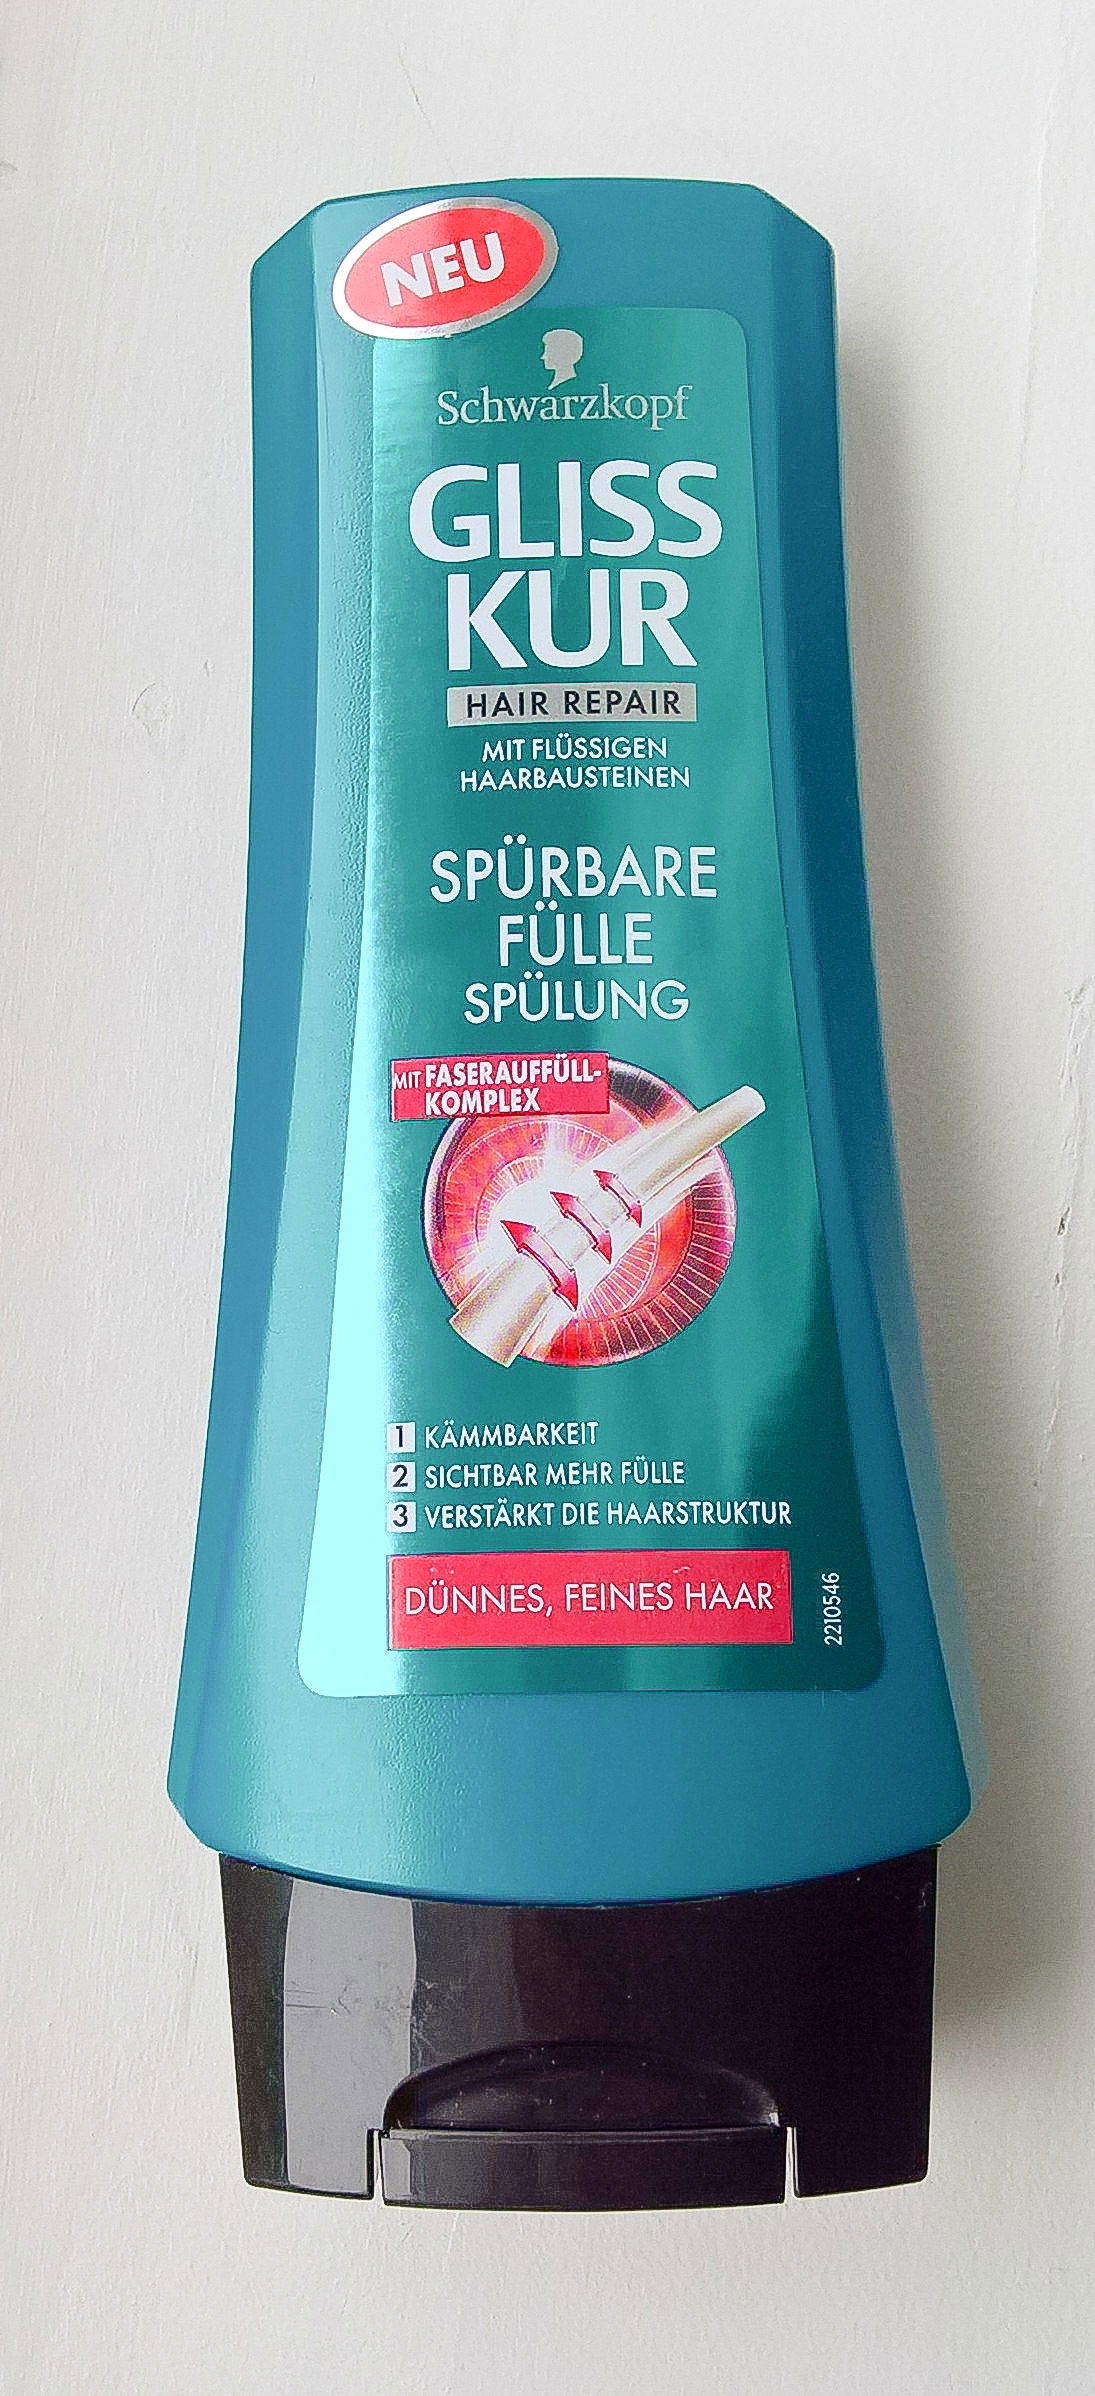 NEU
Schwarzkopf
GLISS
KUR
HAIR REPAIR
MIT FLÜSSIGEN
HAARBAUSTEINEN
SPÜRBARE
FÜLLE
SPÜLUNG
MIT FASERAUFFÜLL-
KOMPLEX
1 KÄMMBARKEIT
2 SICHTBAR MEHR FÜLLE
3 VERSTÄRKT DIE HAARSTRUKTUR
DÜNNES, FEINES HAAR
2210546